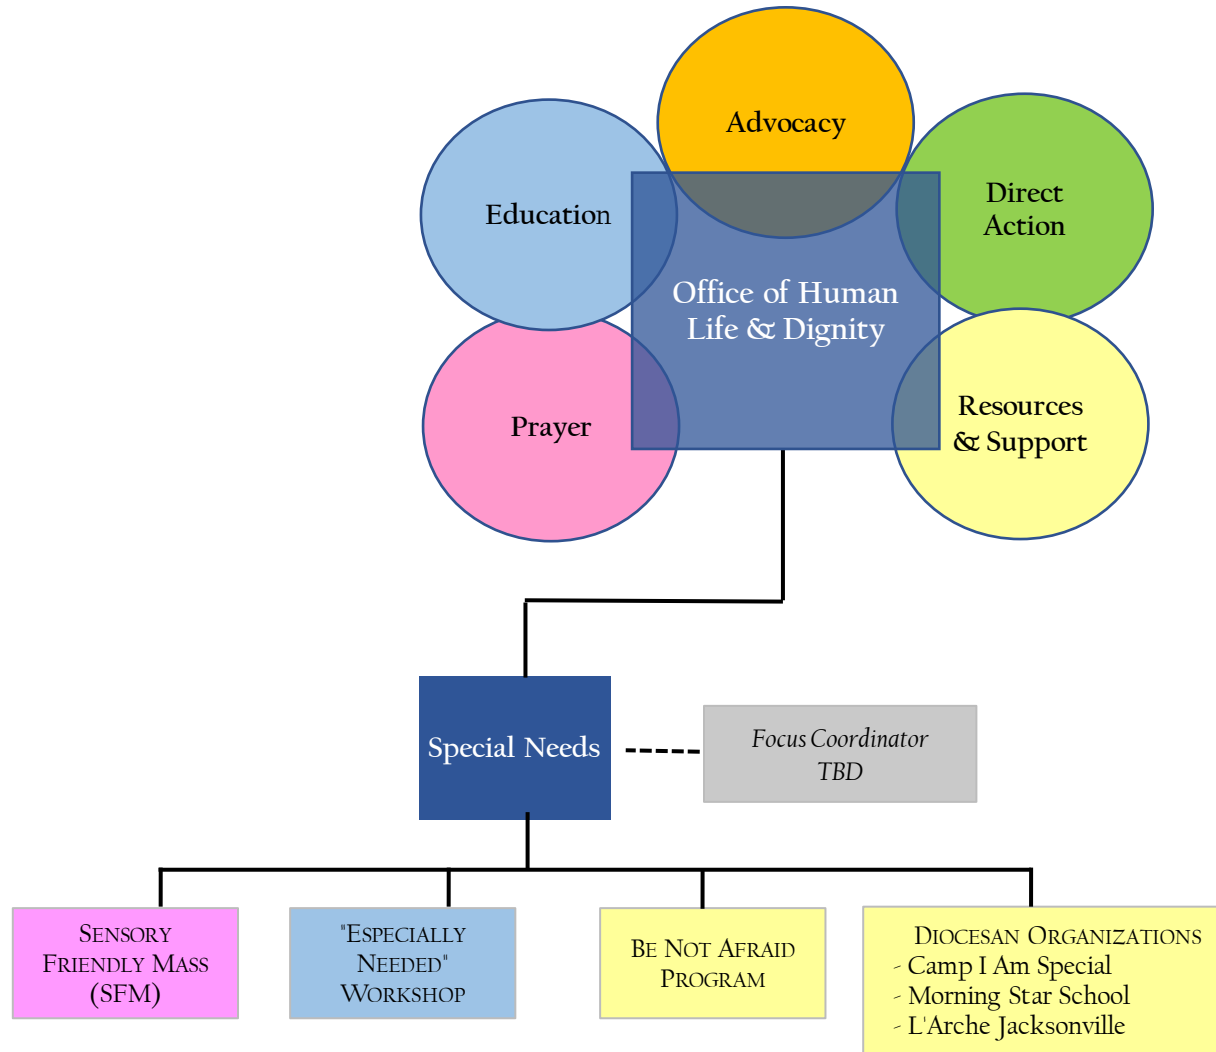 Advocacy
Education
Direct
Action
Office of Human
Life & Dignity
Prayer
Resources
& Support
Special Needs
Focus Coordinator
TBD
SENSORY
FRIENDLY MASS
(SFM)
"ESPECIALLY
NEEDED"
WORKSHOP
BE NOT AFRAID
PROGRAM
DIOCESAN ORGANIZATIONS
- Camp I Am Special
- Morning Star School
- L'Arche Jacksonville